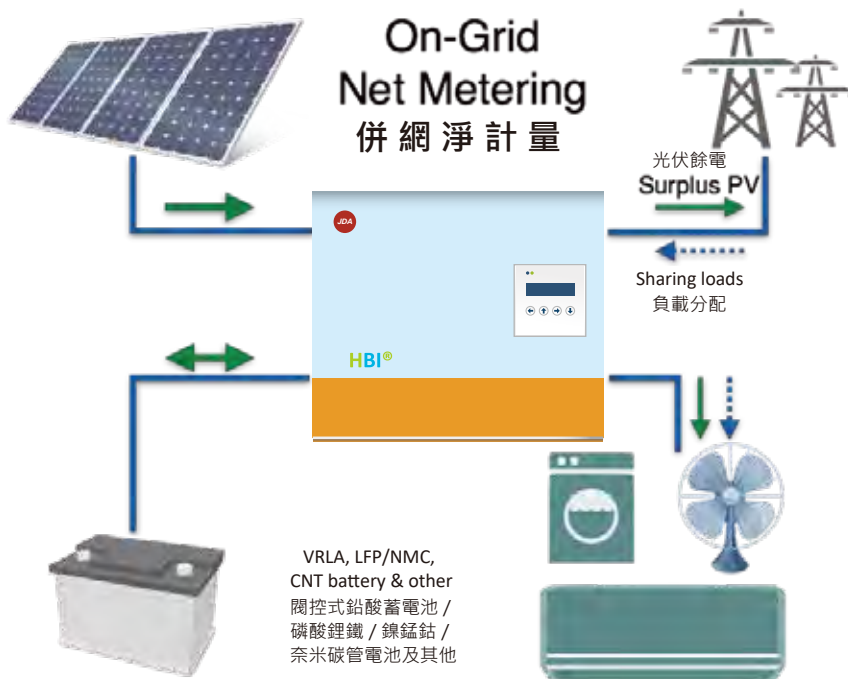 On-Grid
Net Metering
併網淨計量
光伏餘電
Surplus PV
JDA
Sharing loads
負載分配
HBI®
VRLA, LFP/NMC,
CNT battery & other
閥控式鉛酸蓄電池 /
磷酸鋰鐵 / 鎳錳鈷 /
奈米碳管電池及其他